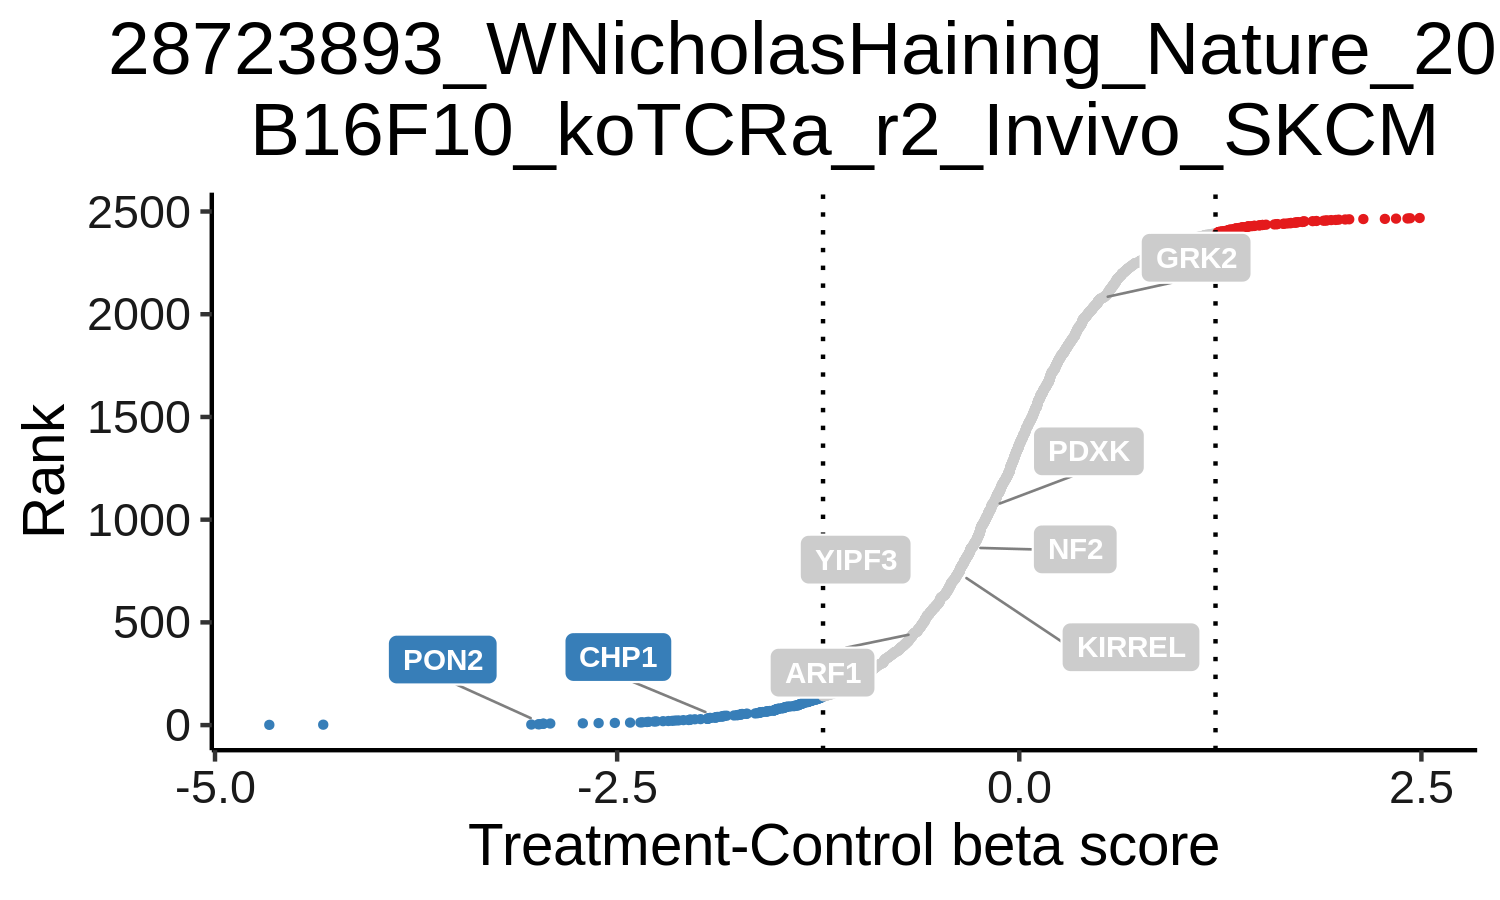 28723893_WNicholasHaining_Nature_20
B16F10_koTCRa_r2_Invivo_SKCM
2500
2000
1500
1000
500
0
Rank
GRK2
PDXK
NF2
YIPF3
KIRREL
PON2
CHP1
ARF1
-5.0
-2.5
0.0
2.5
Treatment-Control beta score